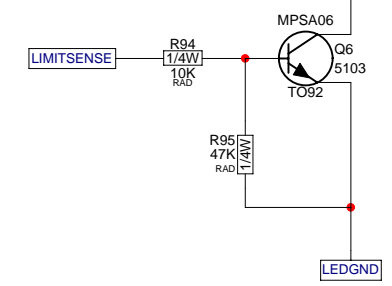 MPSA06
Q6
5103
TO92
LIMITSENSE
R94
1/4W
10K
RAD
R95
47K
RAD
1/4W
LEDGND